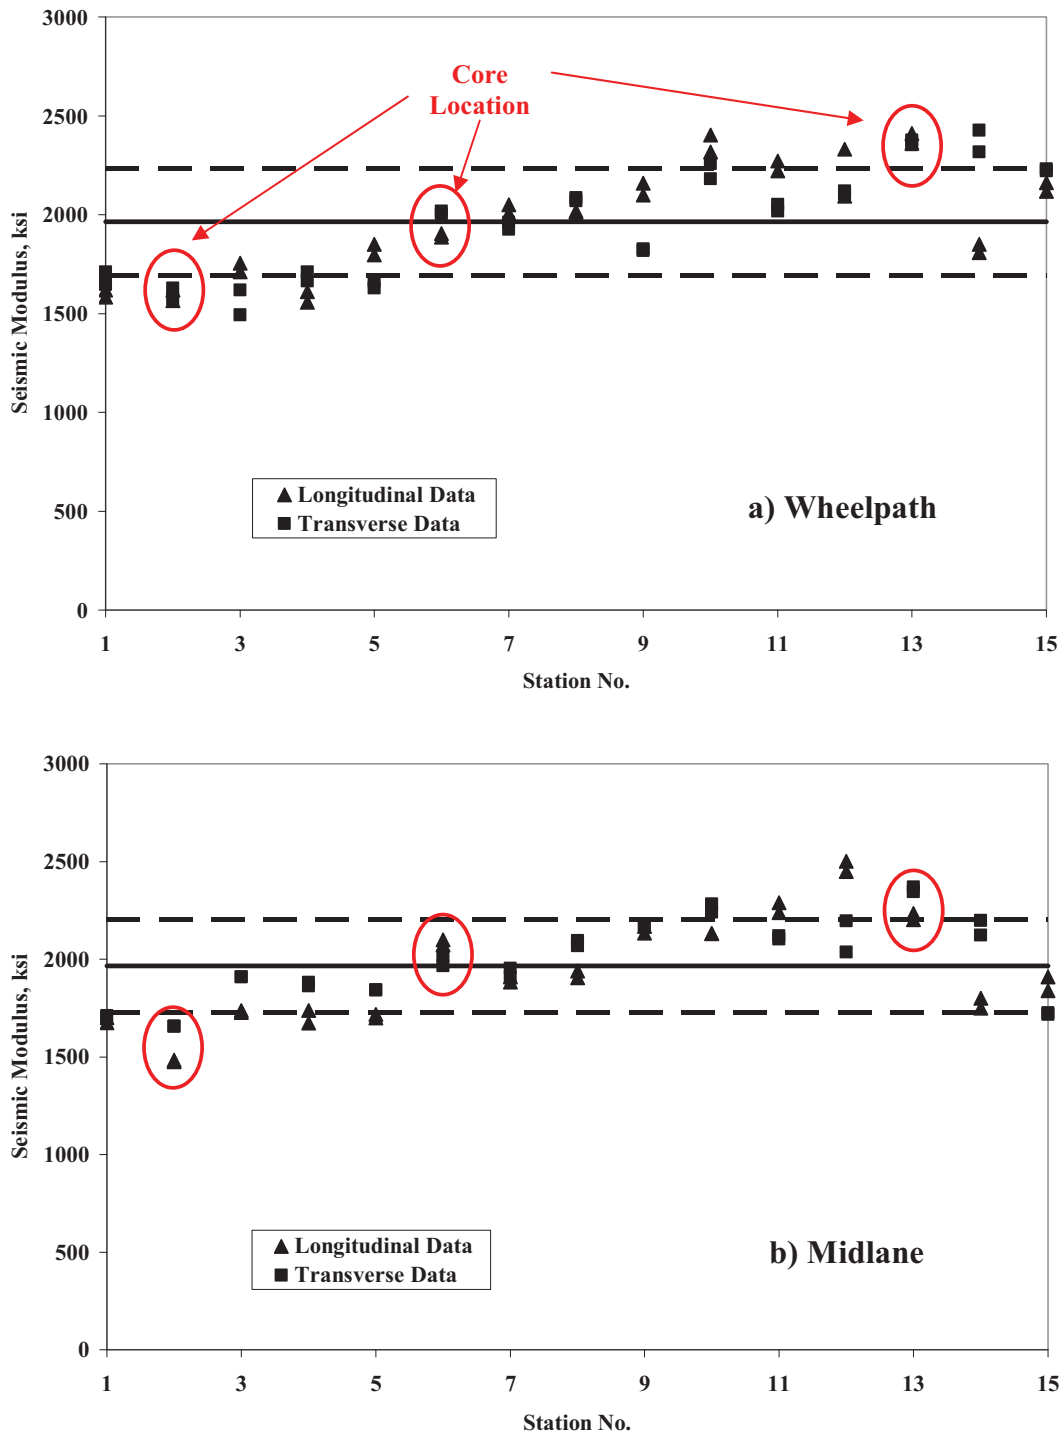 3000
2500
2000
1500
1000
500
0
Seismic Modulus, ksi
Core
Location
Longitudinal Data
Transverse Data
a) Wheelpath
1 3 5 7 9 11 13 15
Station No.
3000
2500
2000
1500
1000
500
0
Seismic Modulus, ksi
Longitudinal Data
Transverse Data
b) Midlane
1 3 5 7 9 11 13 15
Station No.